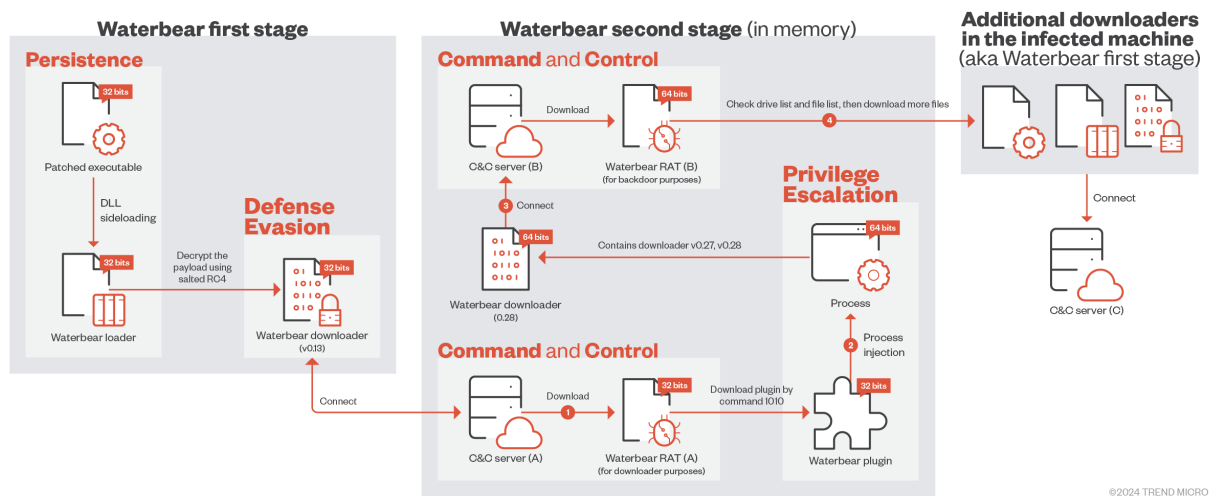 Waterbear first stage
Persistence
32 bits
Patched executable
DLL
sideloading
32 bits
Waterbear loader
Decrypt the
payload using
salted RC4
Defense
Evasion
32 bits
Waterbear downloader
(v0.13)
Connect
Waterbear second stage (in memory)
Command and Control
C&C server (B)
Download
64 bits
Waterbear RAT (B)
(for backdoor purposes)
Check drive list and file list, then download more files
4
3
Connect
64 bits
Waterbear downloader
(0.28)
Contains downloader v0.27, v0.28
Privilege
Escalation
64 bits
Process
2
Process
injection
Command and Control
C&C server (A)
Download
1
32 bits
Waterbear RAT (A)
(for downloader purposes)
Download plugin by
command 1010
32 bits
Waterbear plugin
Additional downloaders
in the infected machine
(aka Waterbear first stage)
Connect
C&C server (C)
©2024 TREND MICRO